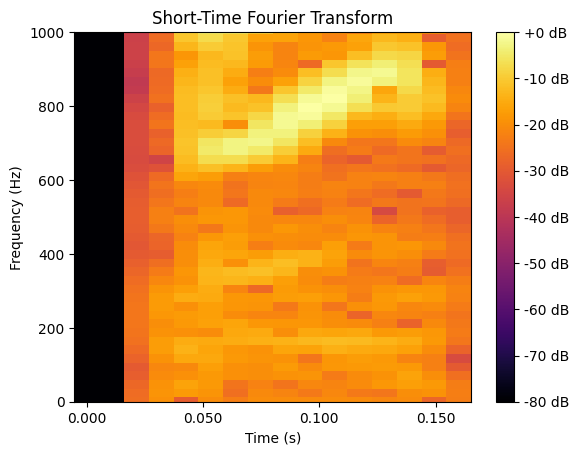 Short-Time Fourier Transform
1000
800
600
400
200
0
Frequency (Hz)
0.000
0.050
0.100
0.150
Time (s)
+0 dB
-10 dB
-20 dB
-30 dB
-40 dB
-50 dB
-60 dB
-70 dB
-80 dB